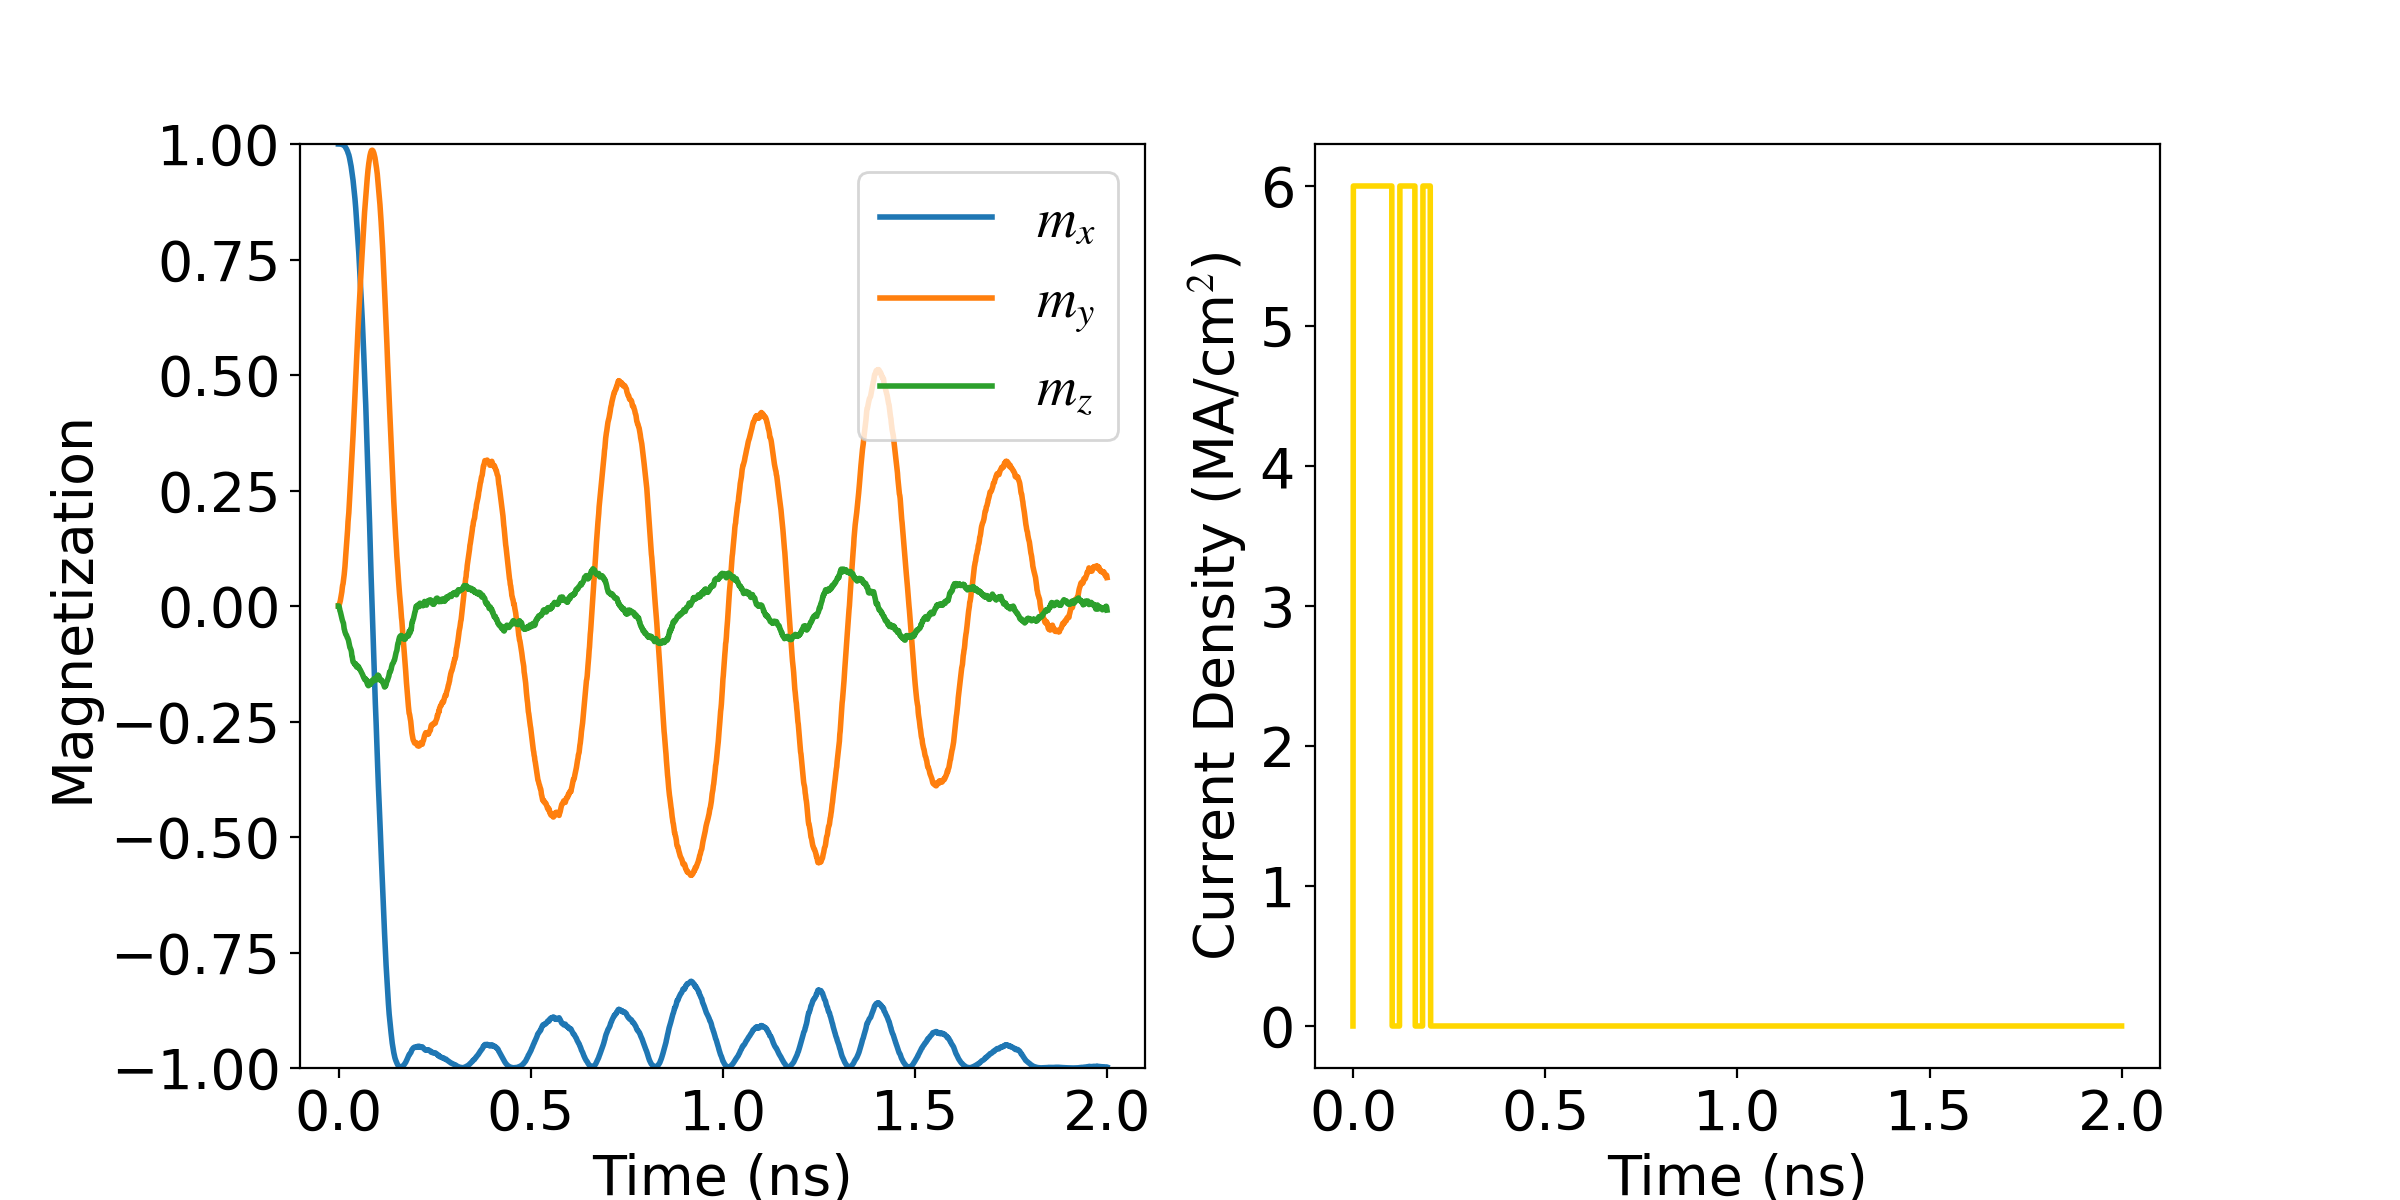 1.00
0.75
0.50
0.25
0.00
−0.25
−0.50
−0.75
−1.00
Magnetization
0.0 0.5 1.0 1.5 2.0
Time (ns)
m_x
m_y
m_z
6
5
4
3
2
1
0
Current Density (MA/cm²)
0.0 0.5 1.0 1.5 2.0
Time (ns)